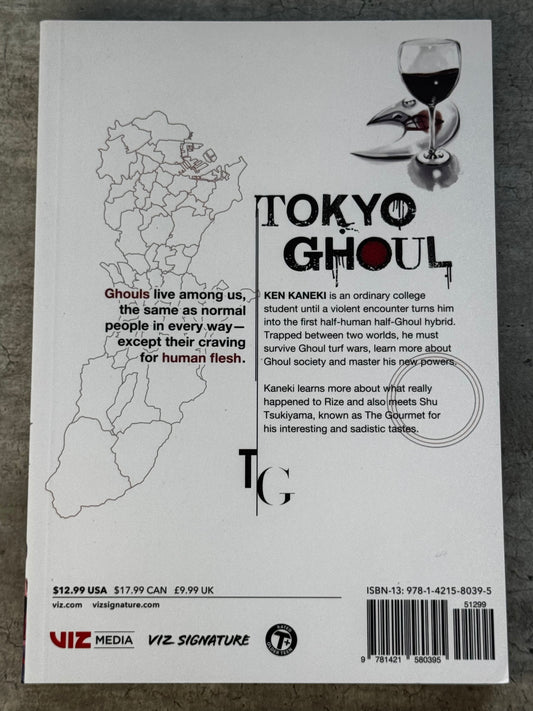 TOKYO
GHOUL
Ghouls live among us,
the same as normal
people in every way—
except their craving
for human flesh.
KEN KANEKI is an ordinary college
student until a violent encounter turns him
into the first half-human half-Ghoul hybrid.
Trapped between two worlds, he must
survive Ghoul turf wars, learn more about
Ghoul society and master his new powers.
Kaneki learns more about what really
happened to Rize and also meets Shu
Tsukiyama, known as The Gourmet for
his interesting and sadistic tastes.
TG
$12.99 USA $17.99 CAN £9.99 UK
viz.com vizsignature.com
VIZ MEDIA
VIZ SIGNATURE
RATED
T+
OLDER TEEN
ISBN-13: 978-1-4215-8039-5
51299
9 781421 580395